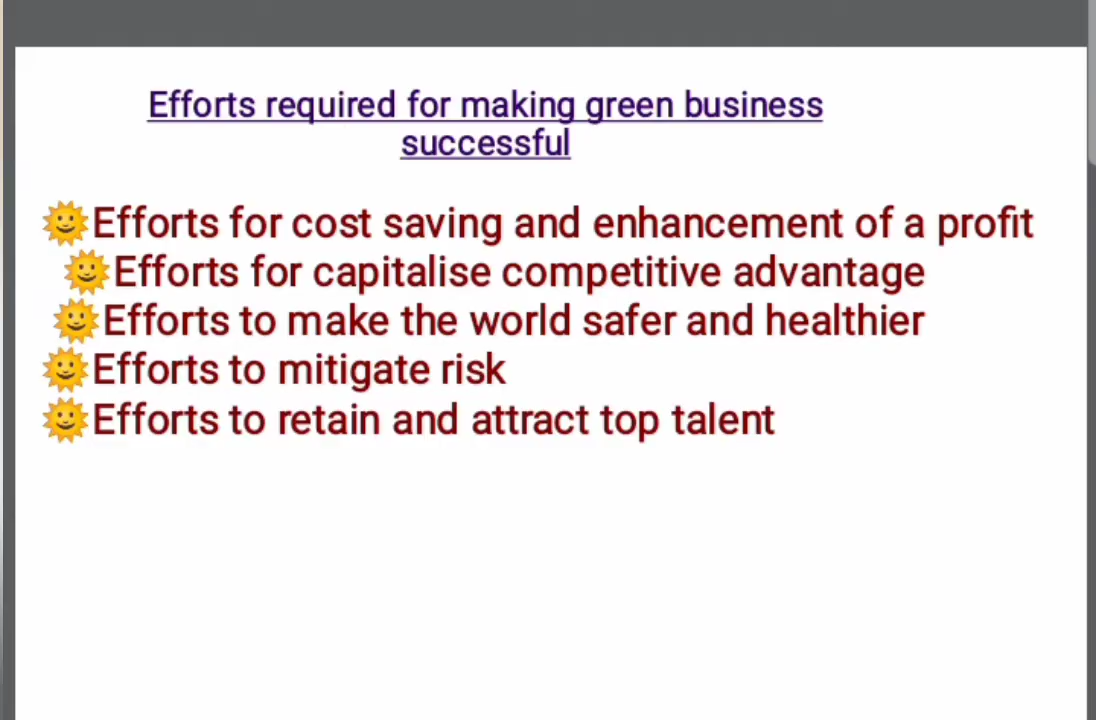 Efforts required for making green business
successful
🌞Efforts for cost saving and enhancement of a profit
🌞Efforts for capitalise competitive advantage
🌞Efforts to make the world safer and healthier
🌞Efforts to mitigate risk
🌞Efforts to retain and attract top talent